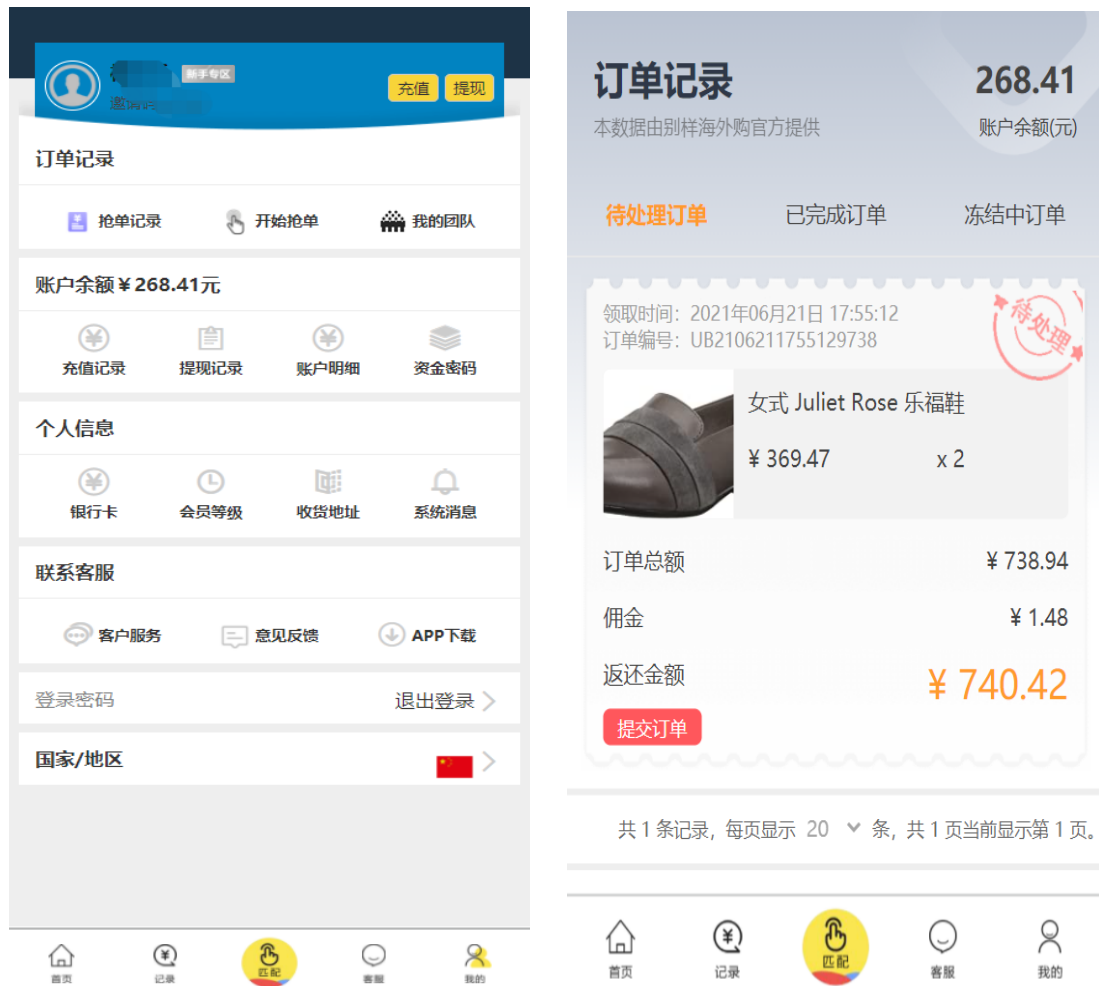 新手专区
邀请码
充值 提现
订单记录
抢单记录 开始抢单 我的团队
账户余额￥268.41元
充值记录 提现记录 账户明细 资金密码
个人信息
银行卡 会员等级 收货地址 系统消息
联系客服
客户服务 意见反馈 APP下载
登录密码 退出登录
国家/地区
首页 记录 匹配 客服 我的
订单记录 268.41
本数据由别样海外购官方提供 账户余额(元)
待处理订单 已完成订单 冻结中订单
领取时间：2021年06月21日 17:55:12
订单编号：UB2106211755129738
待处理
女式 Juliet Rose 乐福鞋
¥ 369.47 x 2
订单总额 ¥ 738.94
佣金 ¥ 1.48
返还金额 ¥ 740.42
提交订单
共 1 条记录，每页显示 20 条，共 1 页当前显示第 1 页。
首页 记录 匹配 客服 我的